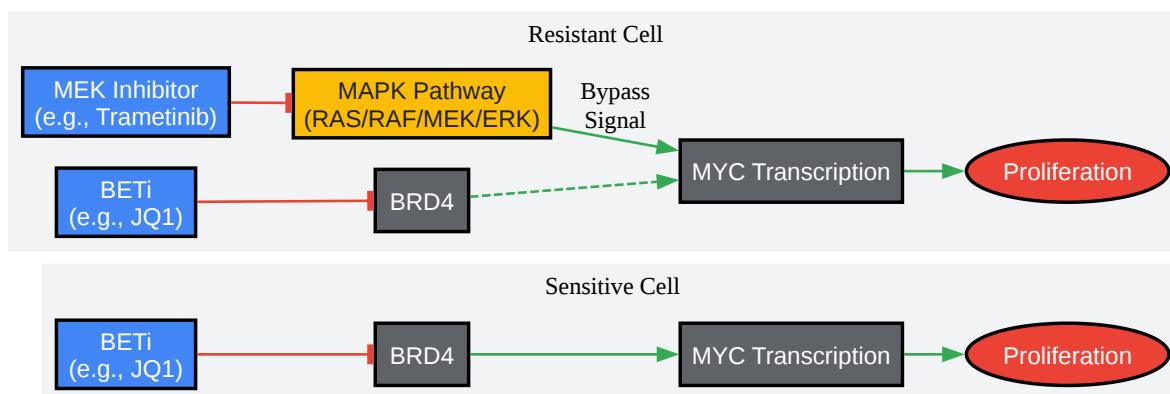 Resistant Cell
MEK Inhibitor
(e.g., Trametinib)
MAPK Pathway
(RAS/RAF/MEK/ERK)
Bypass
Signal
MYC Transcription
Proliferation
BETi
(e.g., JQ1)
BRD4
Sensitive Cell
BETi
(e.g., JQ1)
BRD4
MYC Transcription
Proliferation